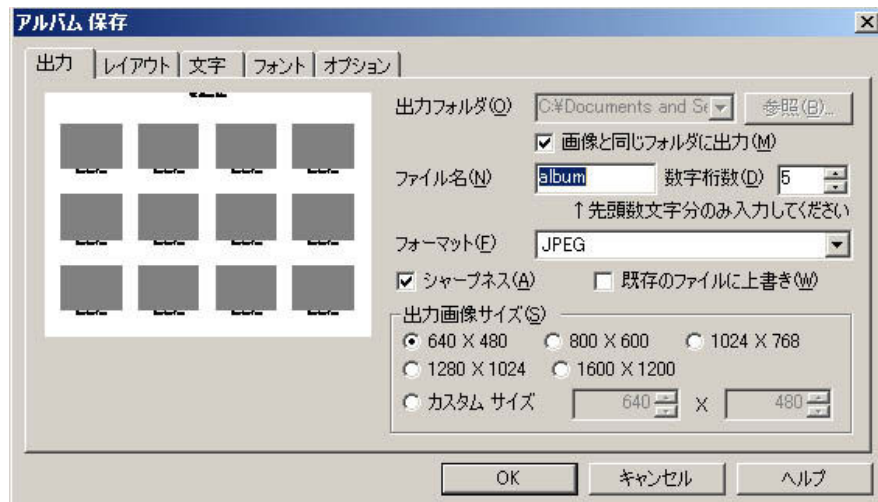 アルバム 保存
出力 レイアウト 文字 フォント オプション
出力フォルダ(O) C:¥Documents and Se 参照(B)...
画像と同じフォルダに出力(M)
ファイル名(N) album 数字桁数(D) 5
↑先頭数文字分のみ入力してください
フォーマット(F) JPEG
シャープネス(A) 既存のファイルに上書き(W)
出力画像サイズ(S)
640 X 480 800 X 600 1024 X 768
1280 X 1024 1600 X 1200
カスタム サイズ 640 X 480
OK キャンセル ヘルプ